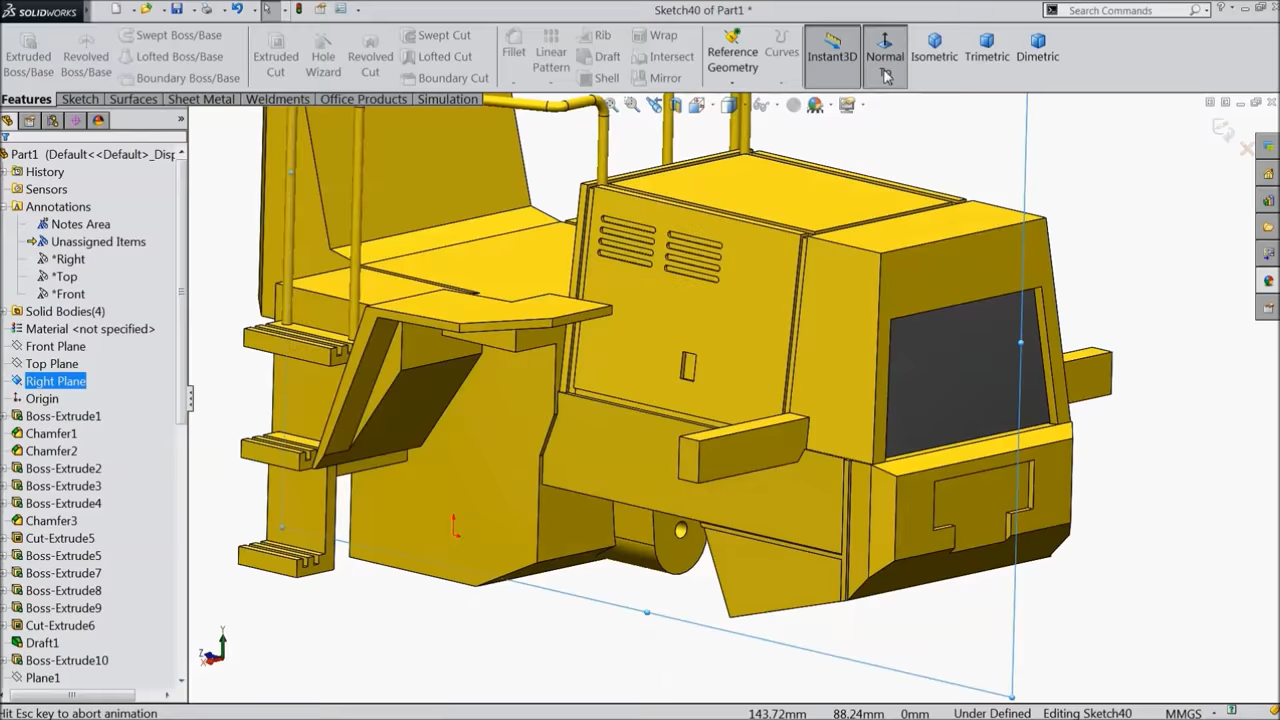 SOLIDWORKS
Sketch40 of Part1 *
Search Commands
Extruded Boss/Base
Revolved Boss/Base
Swept Boss/Base
Lofted Boss/Base
Boundary Boss/Base
Extruded Cut
Hole Wizard
Revolved Cut
Swept Cut
Lofted Cut
Boundary Cut
Fillet
Linear Pattern
Rib
Draft
Shell
Wrap
Intersect
Mirror
Reference Geometry
Curves
Instant3D
Normal
Isometric
Trimetric
Dimetric
Features Sketch Surfaces Sheet Metal Weldments Office Products Simulation
Part1 (Default<<Default>_Disp
History
Sensors
Annotations
Notes Area
Unassigned Items
*Right
*Top
*Front
Solid Bodies(4)
Material <not specified>
Front Plane
Top Plane
Right Plane
Origin
Boss-Extrude1
Chamfer1
Chamfer2
Boss-Extrude2
Boss-Extrude3
Boss-Extrude4
Chamfer3
Cut-Extrude5
Boss-Extrude5
Boss-Extrude7
Boss-Extrude8
Boss-Extrude9
Cut-Extrude6
Draft1
Boss-Extrude10
Plane1
Y
Z
X
Hit Esc key to abort animation
143.72mm 88.24mm 0mm Under Defined Editing Sketch40 MMGS